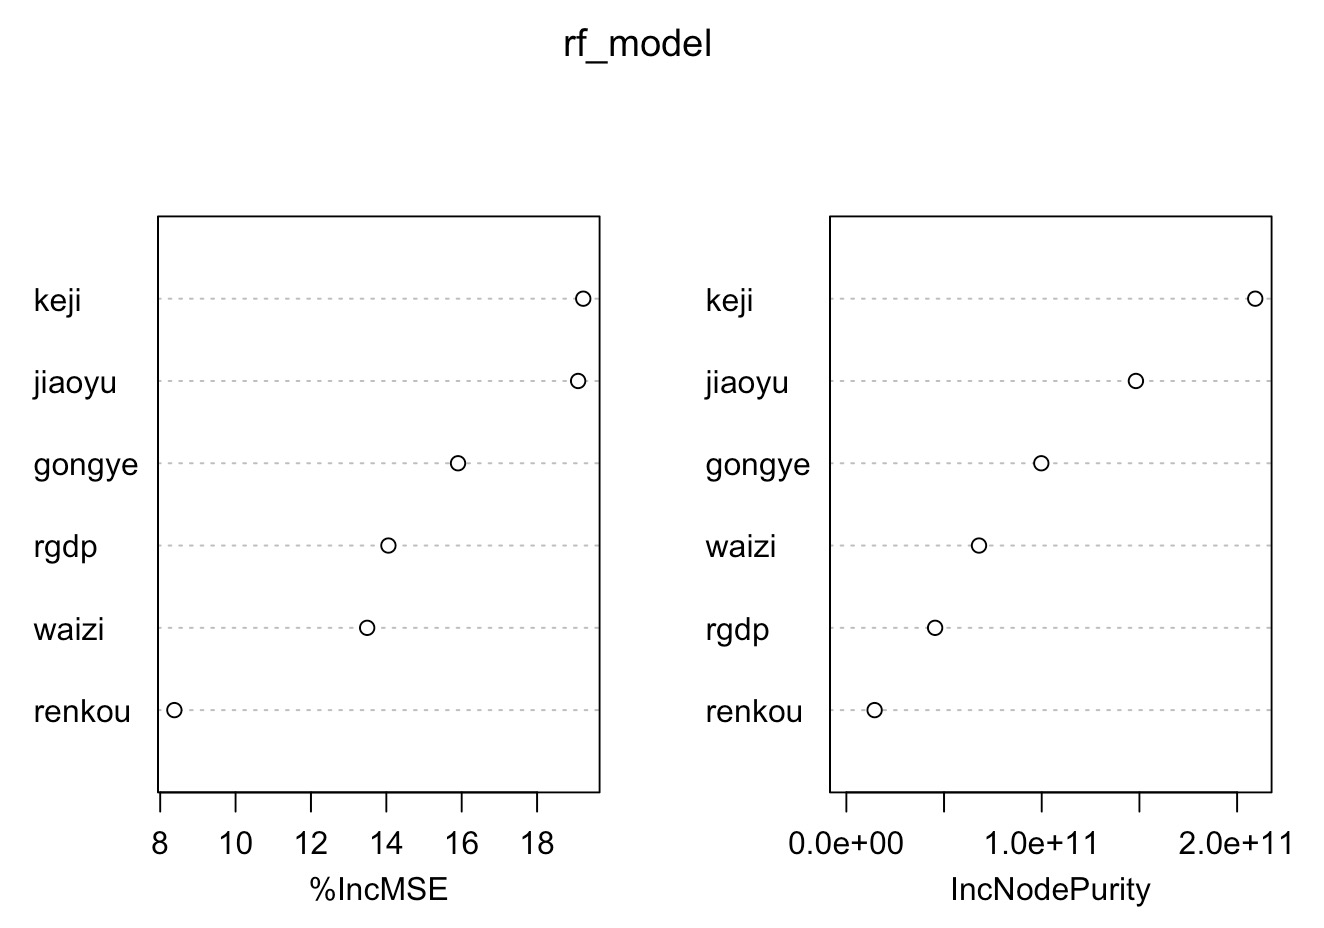 rf_model
keji
jiaoyu
gongye
rgdp
waizi
renkou
8 10 12 14 16 18
%IncMSE
keji
jiaoyu
gongye
waizi
rgdp
renkou
0.0e+00 1.0e+11 2.0e+11
IncNodePurity